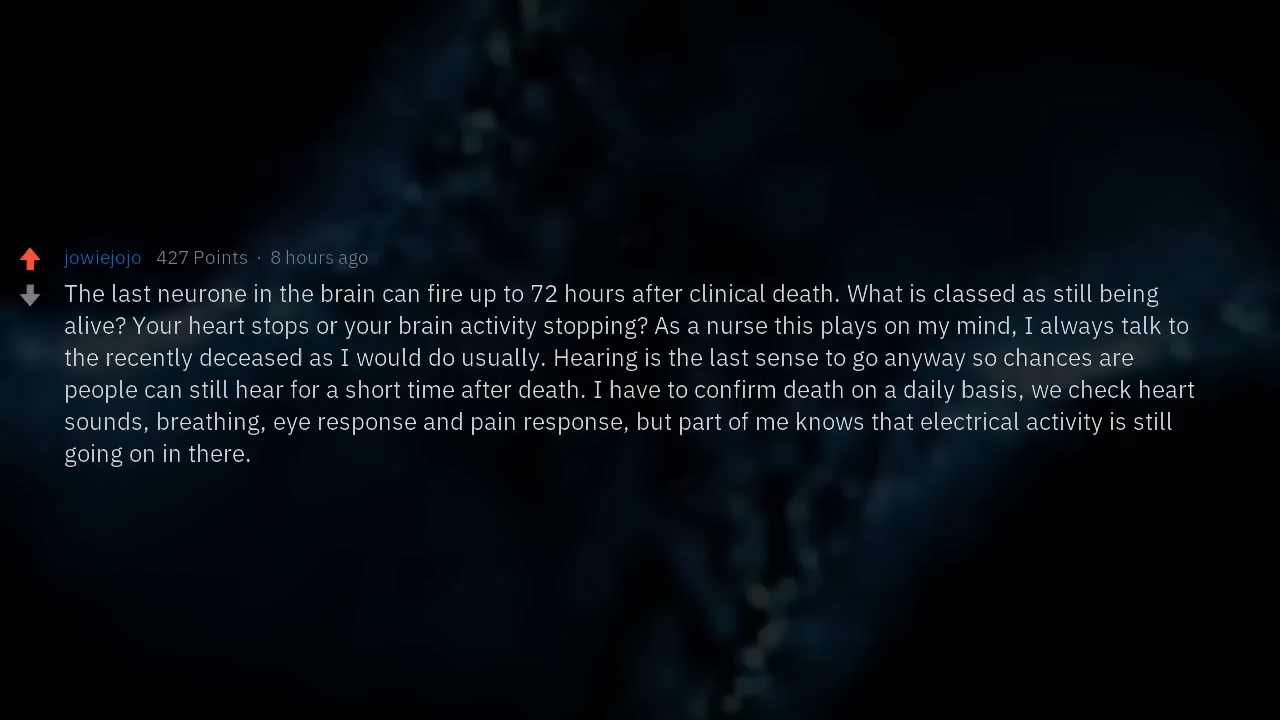 jowiejojo 427 Points · 8 hours ago
The last neurone in the brain can fire up to 72 hours after clinical death. What is classed as still being
alive? Your heart stops or your brain activity stopping? As a nurse this plays on my mind, I always talk to
the recently deceased as I would do usually. Hearing is the last sense to go anyway so chances are
people can still hear for a short time after death. I have to confirm death on a daily basis, we check heart
sounds, breathing, eye response and pain response, but part of me knows that electrical activity is still
going on in there.